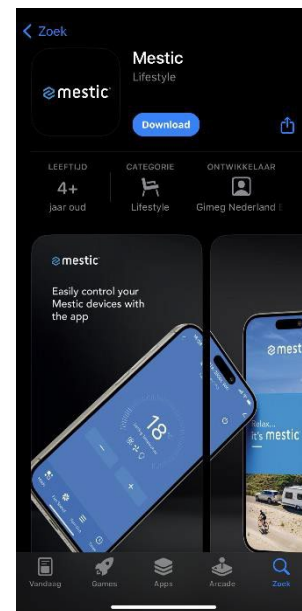 Zoek
Mestic
Lifestyle
mestic
Download
LEEFTIJD
4+
jaar oud
CATEGORIE
Lifestyle
ONTWIKKELAAR
Gimeg Nederland
mestic
Easily control your
Mestic devices with
the app
18°
mest
Relax...
it's mestic
Vandaag
Games
Apps
Arcade
Zoek